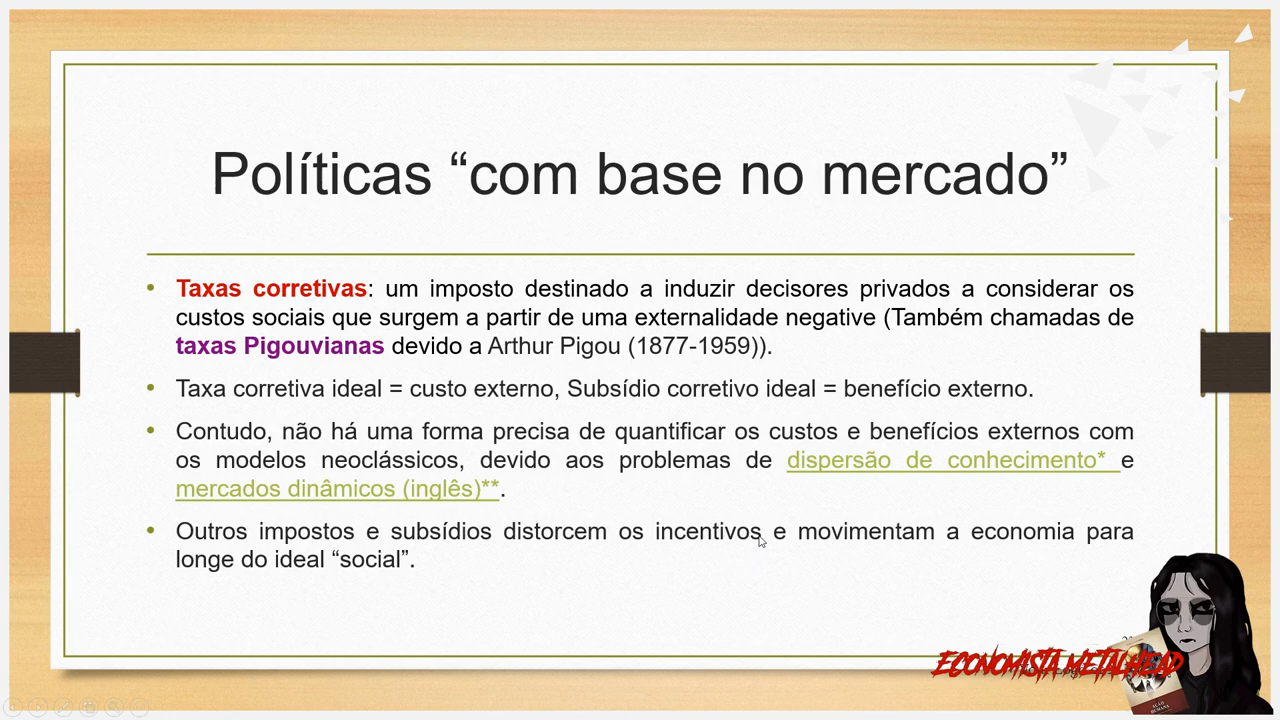 Políticas “com base no mercado”
• Taxas corretivas: um imposto destinado a induzir decisores privados a considerar os
custos sociais que surgem a partir de uma externalidade negative (Também chamadas de
taxas Pigouvianas devido a Arthur Pigou (1877-1959)).
• Taxa corretiva ideal = custo externo, Subsídio corretivo ideal = benefício externo.
• Contudo, não há uma forma precisa de quantificar os custos e benefícios externos com
os modelos neoclássicos, devido aos problemas de dispersão de conhecimento* e
mercados dinâmicos (inglês)**.
• Outros impostos e subsídios distorcem os incentivos e movimentam a economia para
longe do ideal “social”.
ECONOMISTA METALHEAD
AÇÃO
HUMANA